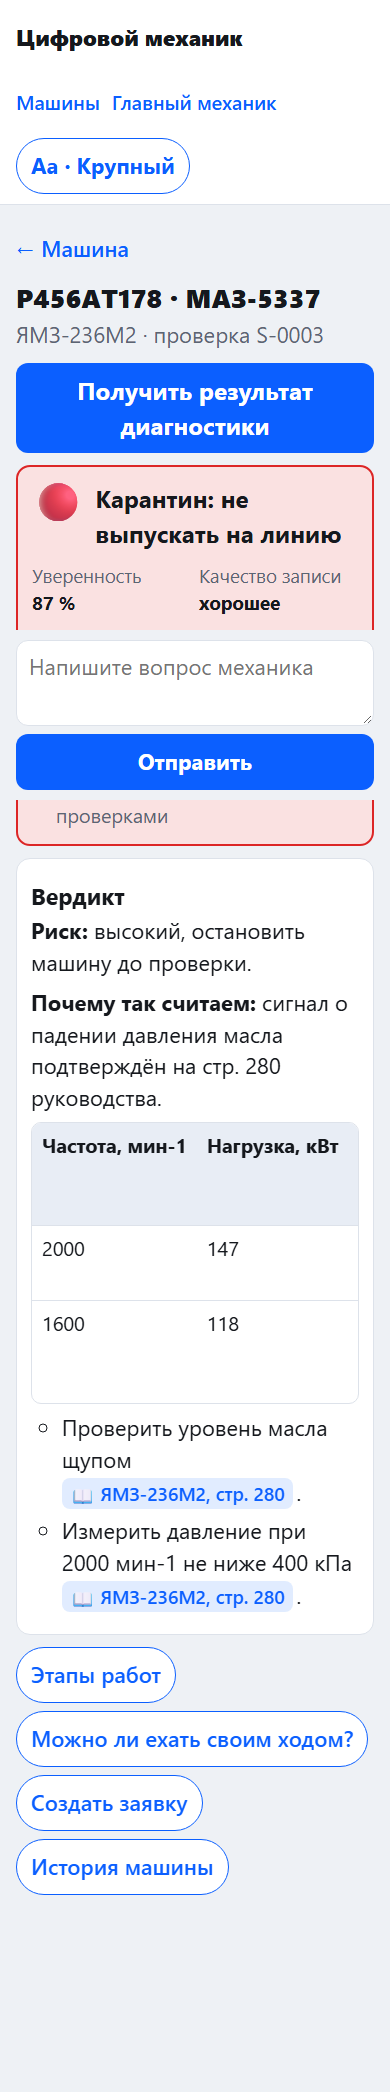 Цифровой механик
Машины Главный механик
Аа · Крупный
← Машина
Р456АТ178 · МАЗ-5337
ЯМЗ-236М2 · проверка S-0003
Получить результат
диагностики
Карантин: не
выпускать на линию
Уверенность Качество записи
87 % хорошее
Напишите вопрос механика
Отправить
проверками
Вердикт
Риск: высокий, остановить
машину до проверки.
Почему так считаем: сигнал о
падении давления масла
подтверждён на стр. 280
руководства.
Частота, мин-1 Нагрузка, кВт
2000 147
1600 118
Проверить уровень масла
щупом
ЯМЗ-236М2, стр. 280 .
Измерить давление при
2000 мин-1 не ниже 400 кПа
ЯМЗ-236М2, стр. 280 .
Этапы работ
Можно ли ехать своим ходом?
Создать заявку
История машины